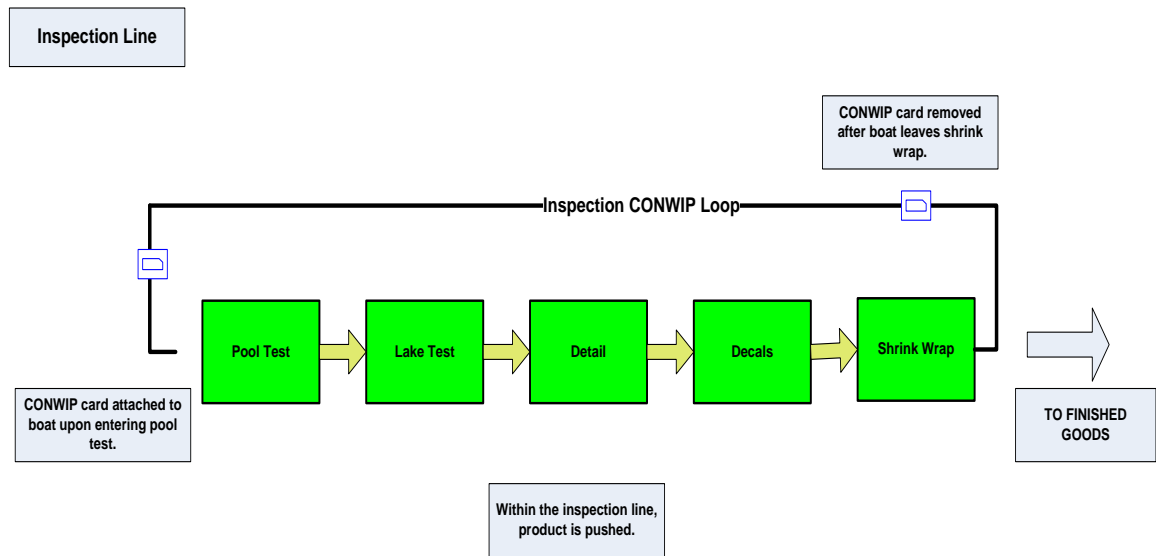 Inspection Line
CONWIP card removed
after boat leaves shrink
wrap.
Inspection CONWIP Loop
Pool Test
Lake Test
Detail
Decals
Shrink Wrap
CONWIP card attached to
boat upon entering pool
test.
TO FINISHED
GOODS
Within the inspection line,
product is pushed.